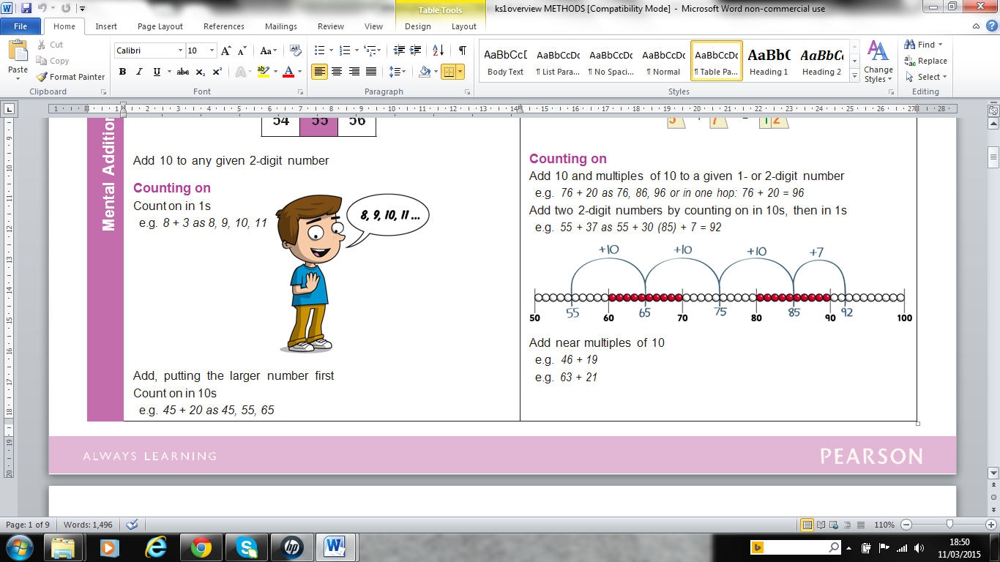 ks1overview METHODS [Compatibility Mode] - Microsoft Word non-commercial use
Table Tools
File Home Insert Page Layout References Mailings Review View Design Layout
Paste
Cut
Copy
Format Painter
Clipboard
Calibri 10
Font
Paragraph
AaBbCcD AaBbCcDc AaBbCcDc AaBbCcDc AaBbCcDc AaBbC AaBbCc
Body Text ¶ List Para... ¶ No Spaci... ¶ Normal ¶ Table Pa... Heading 1 Heading 2
Change Styles
Styles
Find
Replace
Select
Editing
Mental Addition
54 55 56
Add 10 to any given 2-digit number
Counting on
Count on in 1s
e.g. 8 + 3 as 8, 9, 10, 11
8, 9, 10, 11 ...
Add, putting the larger number first
Count on in 10s
e.g. 45 + 20 as 45, 55, 65
5 + 7 = 12
Counting on
Add 10 and multiples of 10 to a given 1- or 2-digit number
e.g. 76 + 20 as 76, 86, 96 or in one hop: 76 + 20 = 96
Add two 2-digit numbers by counting on in 10s, then in 1s
e.g. 55 + 37 as 55 + 30 (85) + 7 = 92
+10 +10 +10 +7
55 65 75 85 92
50 60 70 80 90 100
Add near multiples of 10
e.g. 46 + 19
e.g. 63 + 21
ALWAYS LEARNING
PEARSON
Page: 1 of 9 Words: 1,496
110%
18:50
11/03/2015